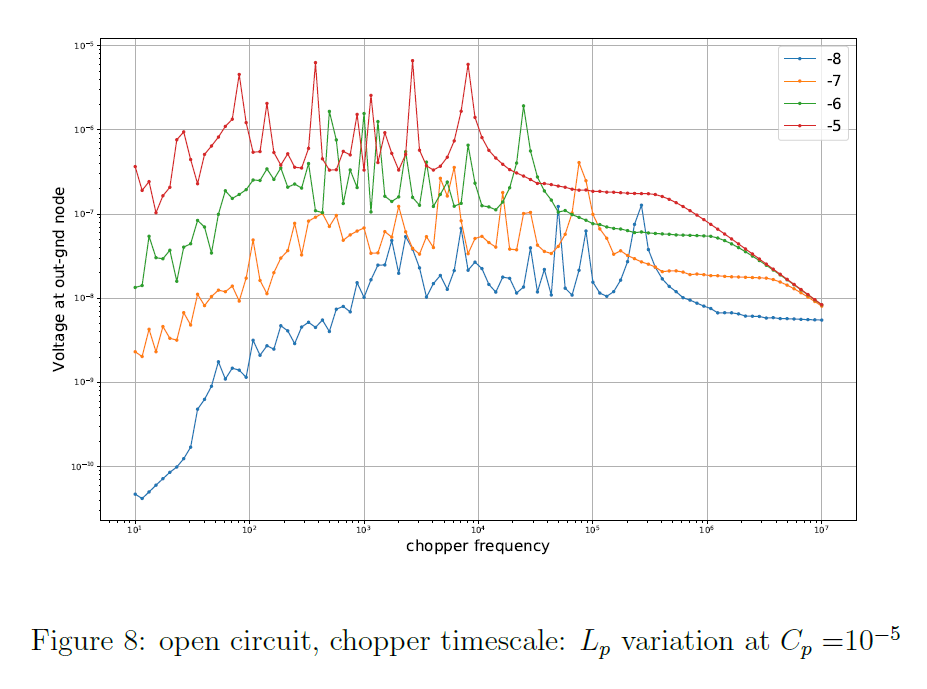 10⁻⁵
10⁻⁶
10⁻⁷
10⁻⁸
10⁻⁹
10⁻¹⁰
Voltage at out-gnd node
-8
-7
-6
-5
10¹ 10² 10³ 10⁴ 10⁵ 10⁶ 10⁷
chopper frequency
Figure 8: open circuit, chopper timescale: Lₚ variation at Cₚ =10⁻⁵